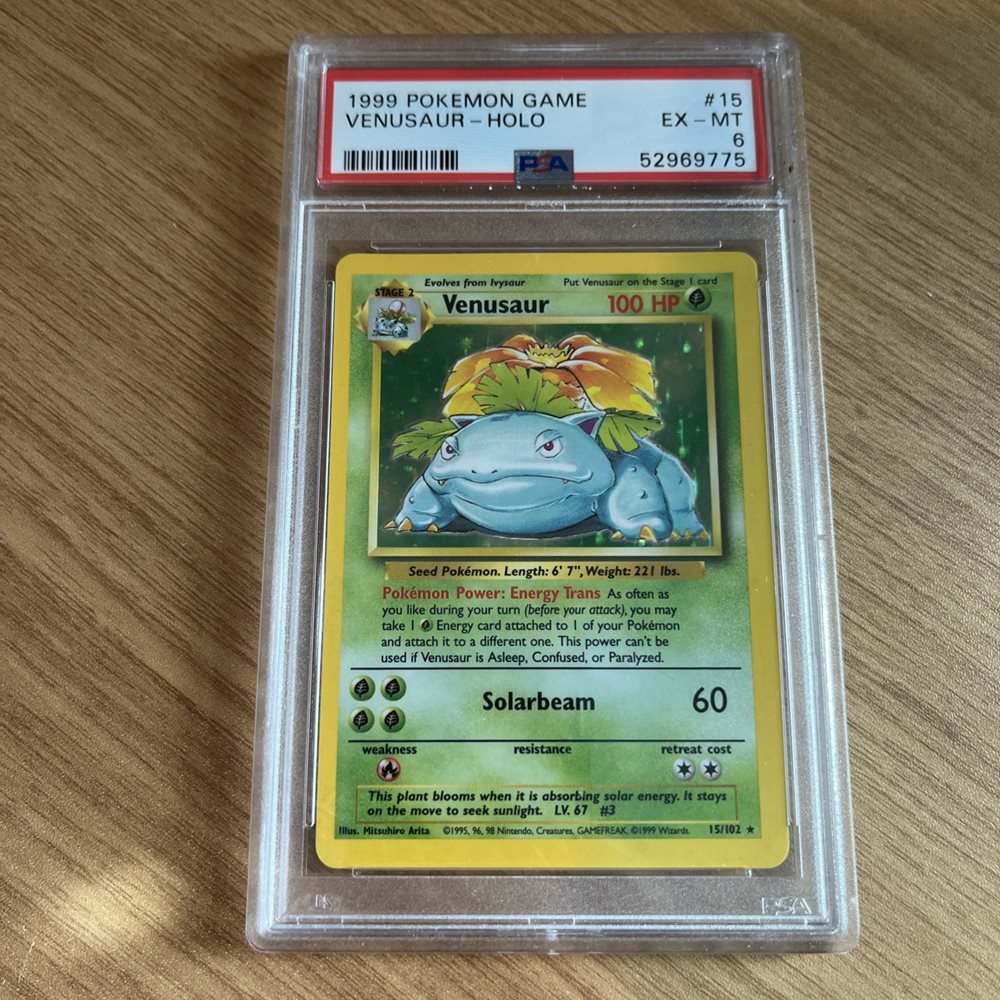 1999 POKEMON GAME #15
VENUSAUR - HOLO EX - MT
6
PSA 52969775
Evolves from Ivysaur Put Venusaur on the Stage 1 card
STAGE 2
Venusaur 100 HP
Seed Pokémon. Length: 6' 7", Weight: 221 lbs.
Pokémon Power: Energy Trans As often as
you like during your turn (before your attack), you may
take 1 Energy card attached to 1 of your Pokémon
and attach it to a different one. This power can't be
used if Venusaur is Asleep, Confused, or Paralyzed.
Solarbeam 60
weakness resistance retreat cost
This plant blooms when it is absorbing solar energy. It stays
on the move to seek sunlight. LV. 67 #3
Illus. Mitsuhiro Arita ©1995, 96, 98 Nintendo, Creatures, GAMEFREAK. ©1999 Wizards. 15/102 ★
PSA